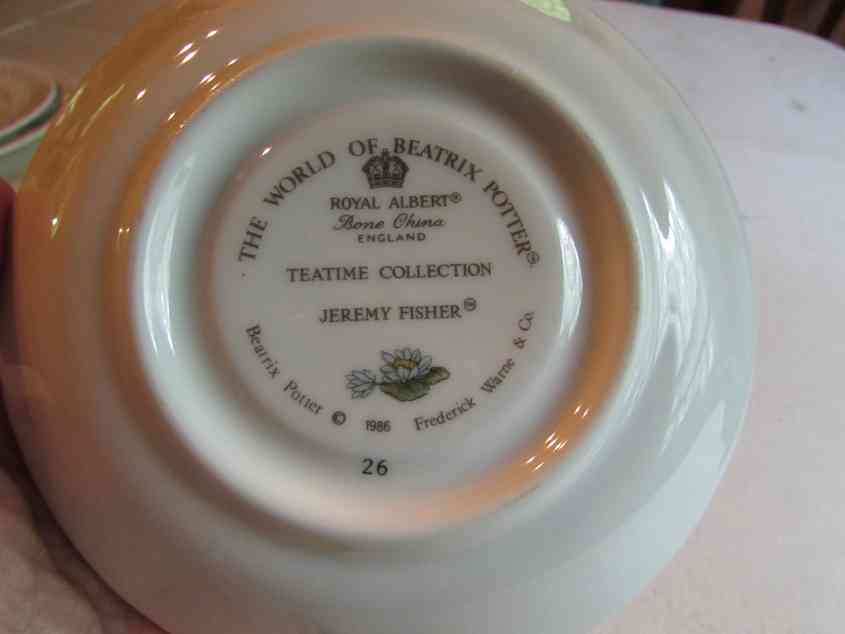 THE WORLD OF BEATRIX POTTER®
ROYAL ALBERT®
Bone China
ENGLAND
TEATIME COLLECTION
JEREMY FISHER™
Beatrix Potter © 1986 Frederick Warne & Co.
26